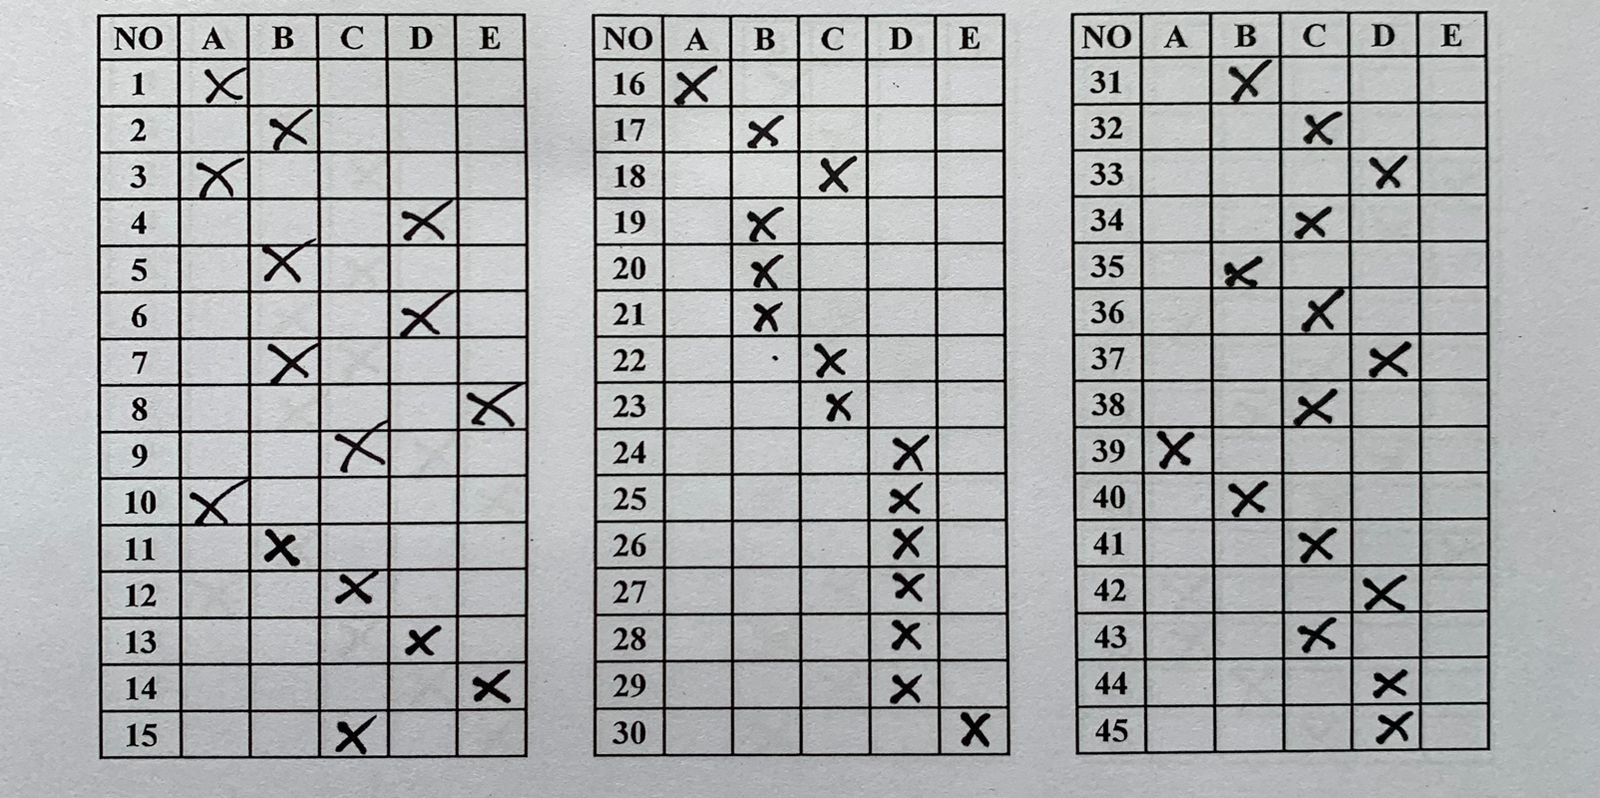 NO A B C D E
1 X
2 X
3 X
4 X
5 X
6 X
7 X
8 X
9 X
10 X
11 X
12 X
13 X
14 X
15 X
NO A B C D E
16 X
17 X
18 X
19 X
20 X
21 X
22 X
23 X
24 X
25 X
26 X
27 X
28 X
29 X
30 X
NO A B C D E
31 X
32 X
33 X
34 X
35 X
36 X
37 X
38 X
39 X
40 X
41 X
42 X
43 X
44 X
45 X